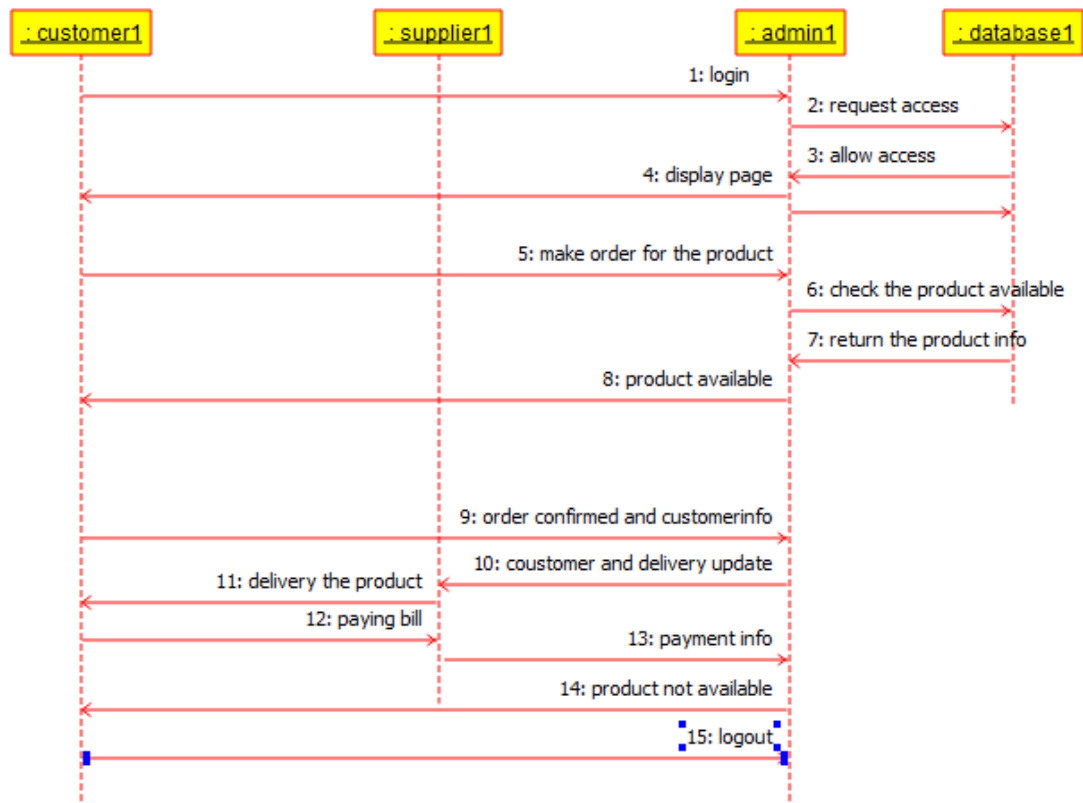 : customer1
: supplier1
: admin1
: database1
1: login
2: request access
3: allow access
4: display page
5: make order for the product
6: check the product available
7: return the product info
8: product available
9: order confirmed and customerinfo
10: coustomer and delivery update
11: delivery the product
12: paying bill
13: payment info
14: product not available
15: logout